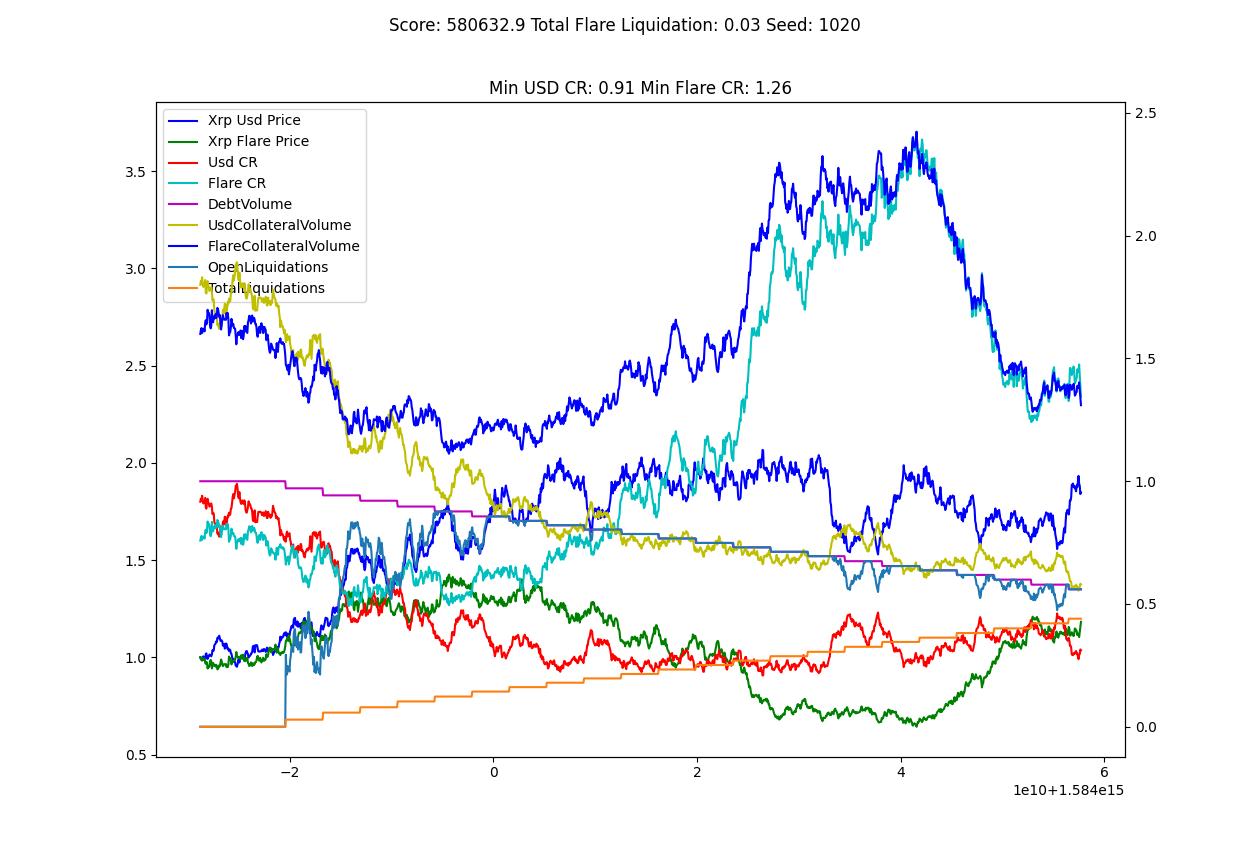 Score: 580632.9 Total Flare Liquidation: 0.03 Seed: 1020
Min USD CR: 0.91 Min Flare CR: 1.26
Xrp Usd Price
Xrp Flare Price
Usd CR
Flare CR
DebtVolume
UsdCollateralVolume
FlareCollateralVolume
OpenLiquidations
TotalLiquidations
3.5
3.0
2.5
2.0
1.5
1.0
0.5
2.5
2.0
1.5
1.0
0.5
0.0
−2
0
2
4
6
1e10+1.584e15